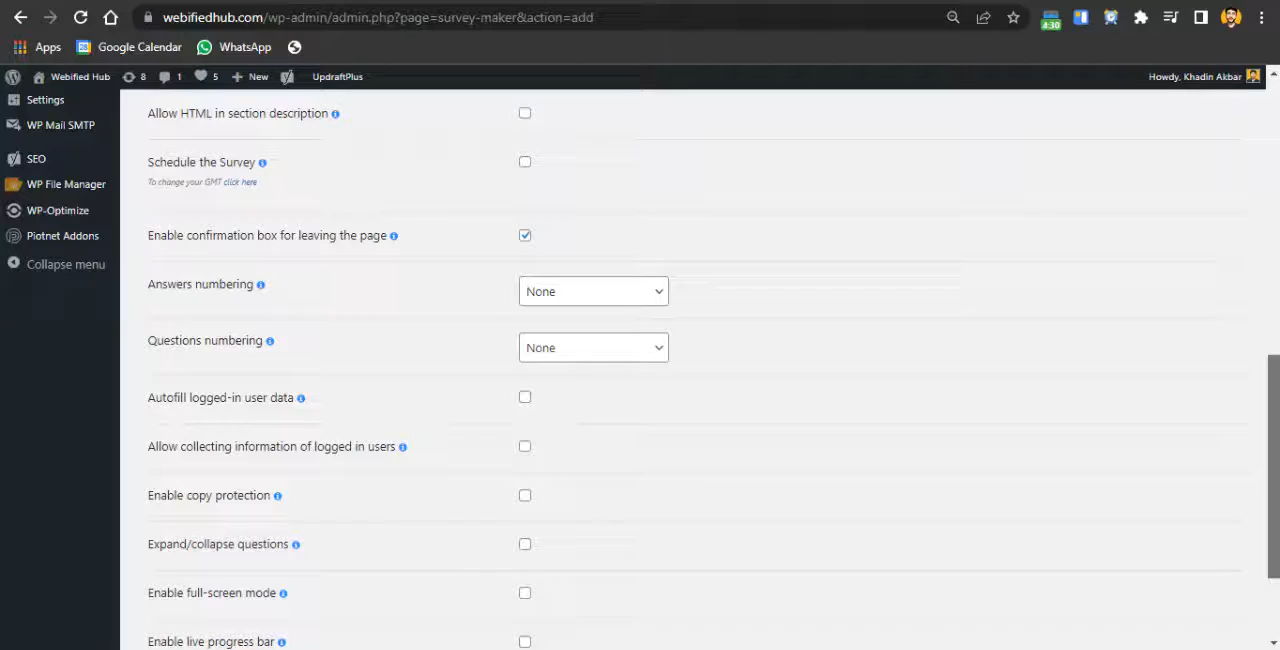 webifiedhub.com/wp-admin/admin.php?page=survey-maker&action=add
4:30
Apps Google Calendar WhatsApp
Webified Hub 8 1 5 New UpdraftPlus Howdy, Khadin Akbar
Settings
WP Mail SMTP
SEO
WP File Manager
WP-Optimize
Piotnet Addons
Collapse menu
Allow HTML in section description
Schedule the Survey
To change your GMT click here
Enable confirmation box for leaving the page
Answers numbering None
Questions numbering None
Autofill logged-in user data
Allow collecting information of logged in users
Enable copy protection
Expand/collapse questions
Enable full-screen mode
Enable live progress bar